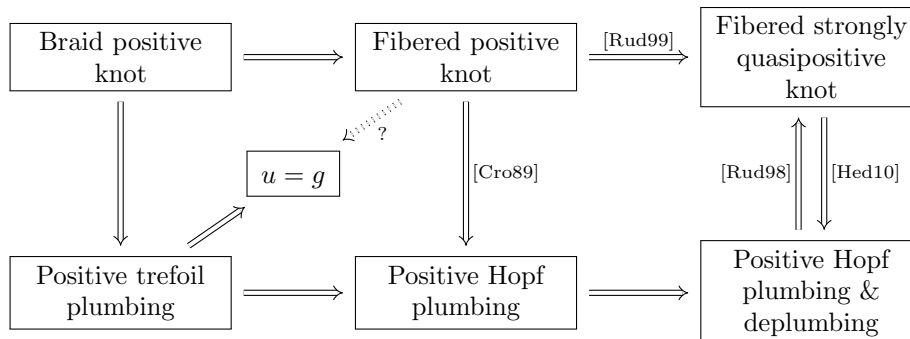 Braid positive
knot
Fibered positive
knot
[Rud99]
Fibered strongly
quasipositive
knot
?
u = g
[Cro89]
[Rud98]
[Hed10]
Positive trefoil
plumbing
Positive Hopf
plumbing
Positive Hopf
plumbing &
deplumbing